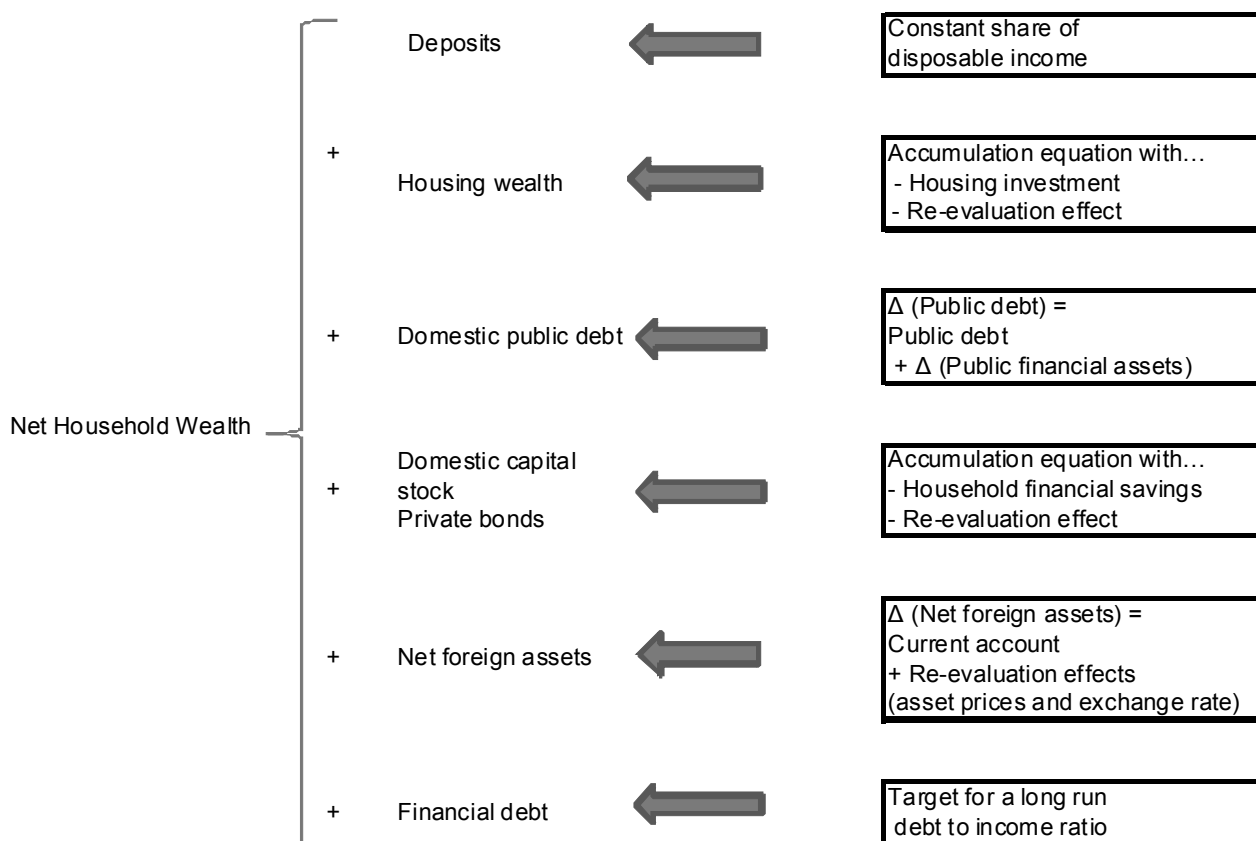 Deposits
Constant share of
disposable income
+
Housing wealth
Accumulation equation with…
- Housing investment
- Re-evaluation effect
+
Domestic public debt
Δ (Public debt) =
Public debt
+ Δ (Public financial assets)
Net Household Wealth
+
Domestic capital
stock
Private bonds
Accumulation equation with…
- Household financial savings
- Re-evaluation effect
+
Net foreign assets
Δ (Net foreign assets) =
Current account
+ Re-evaluation effects
(asset prices and exchange rate)
+
Financial debt
Target for a long run
debt to income ratio